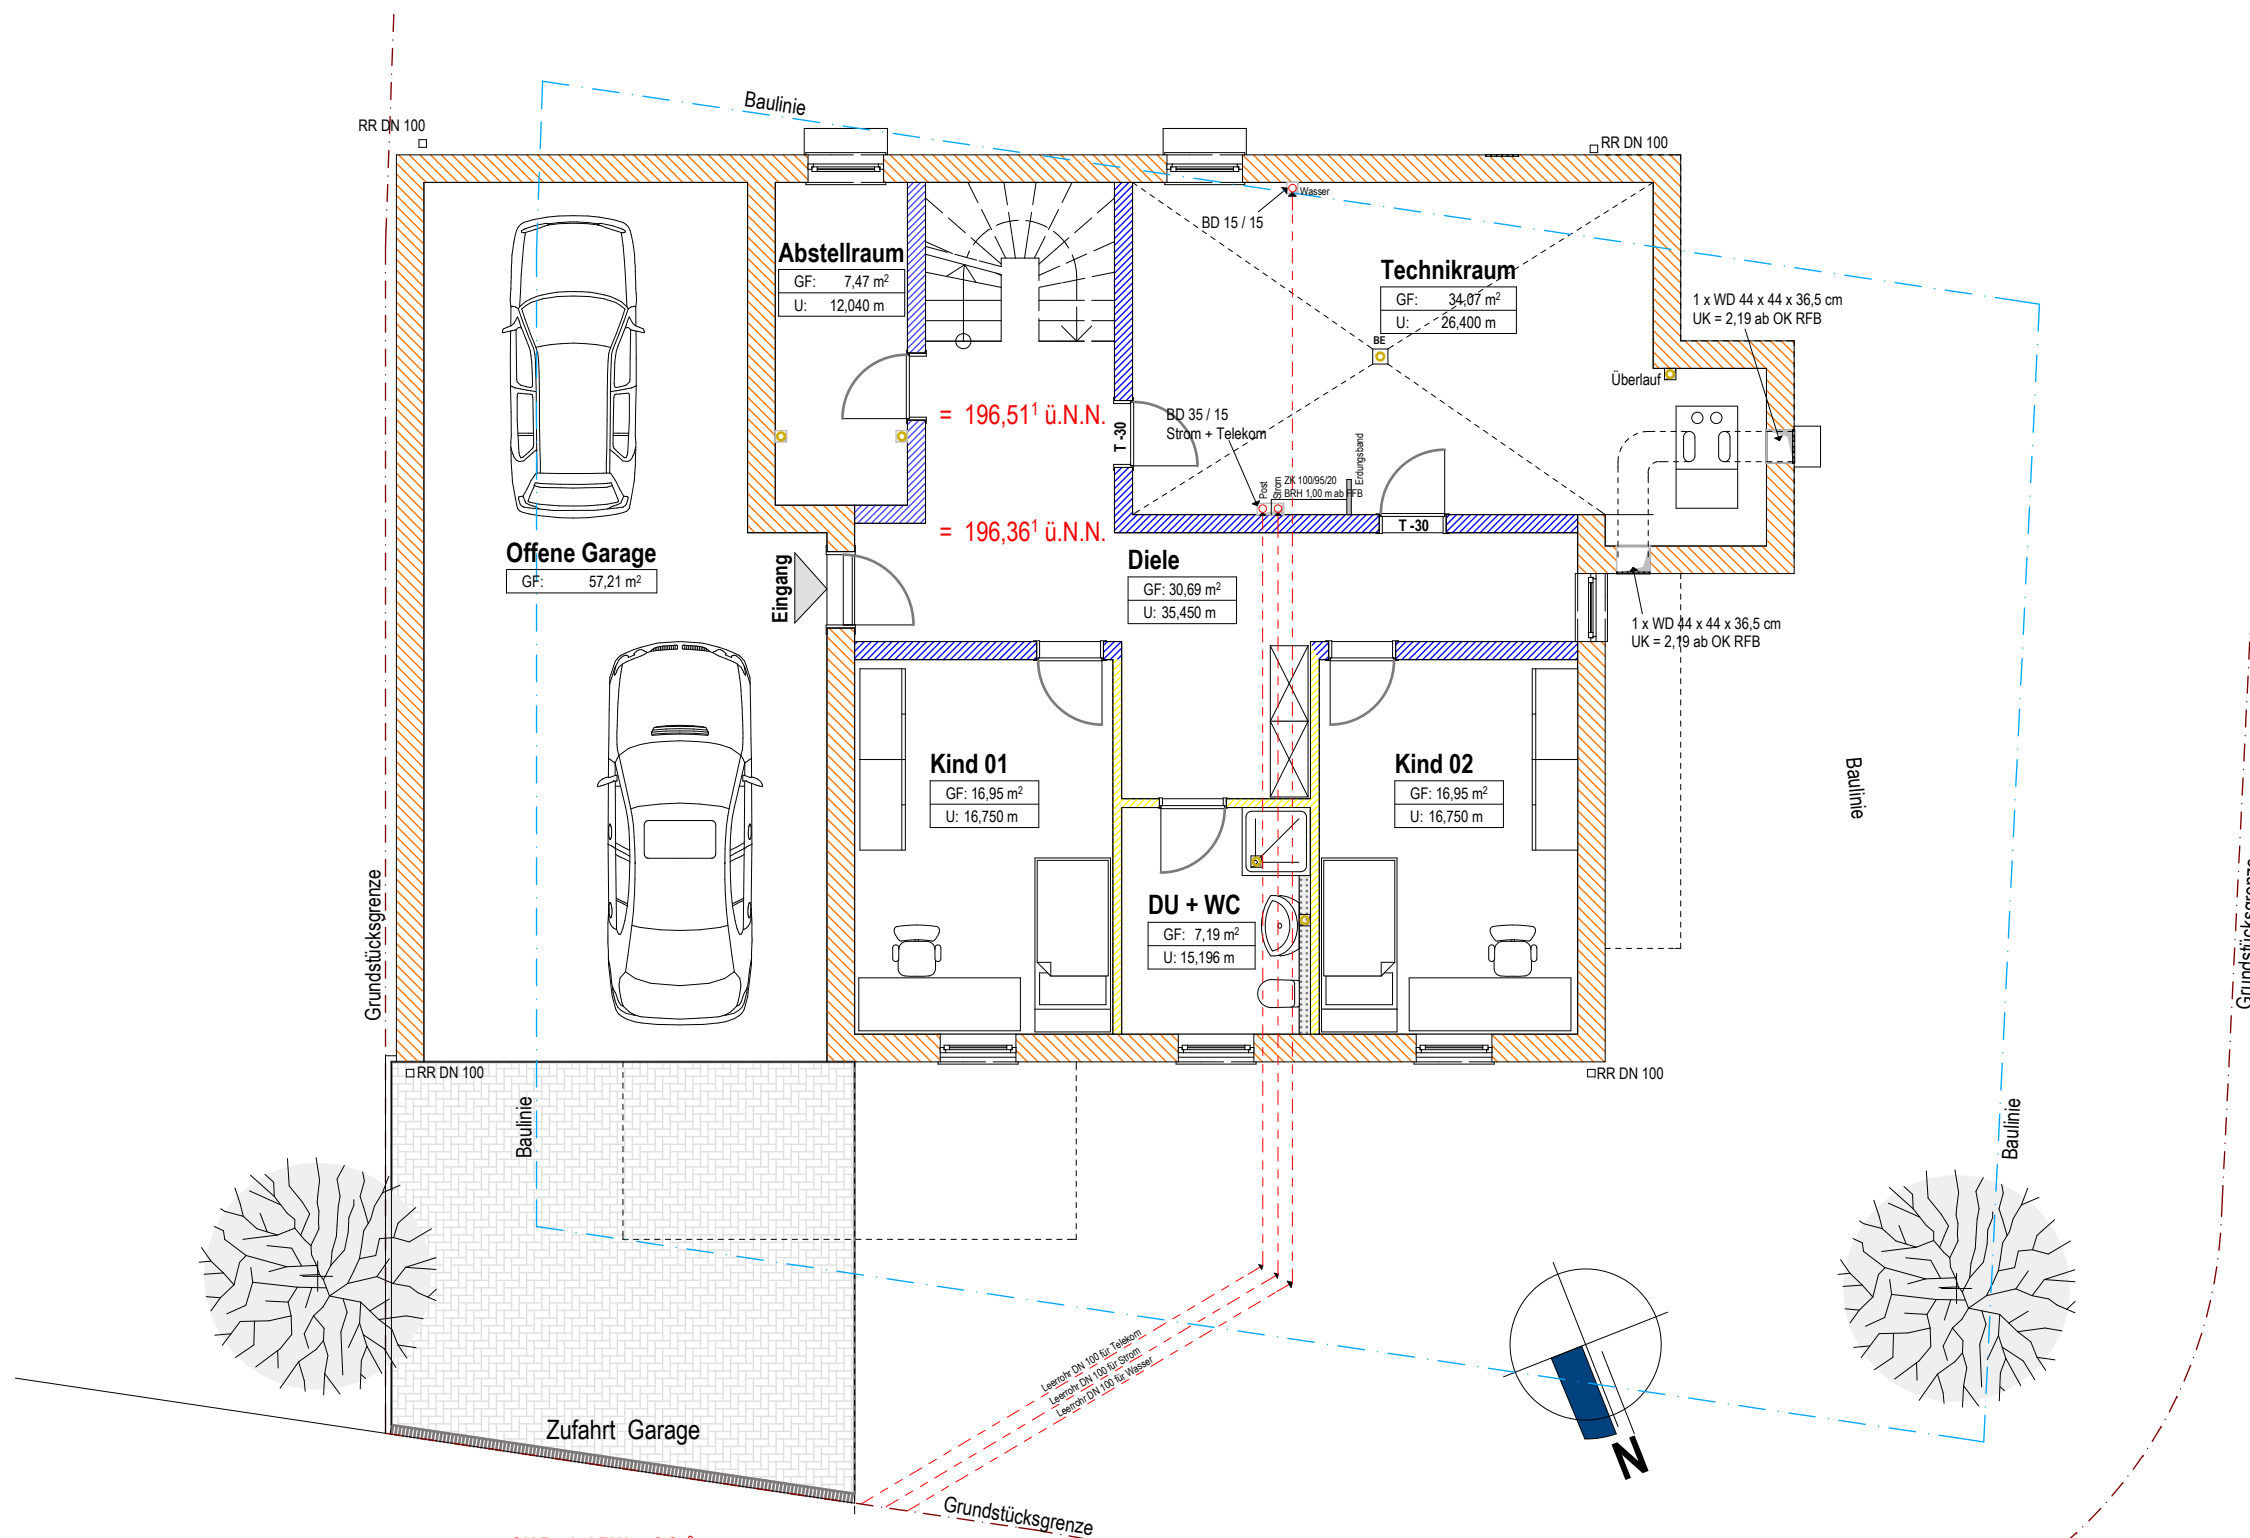 Baulinie
RR DN 100
RR DN 100
Wasser
BD 15 / 15
Abstellraum
GF: 7,47 m²
U: 12,040 m
Technikraum
GF: 34,07 m²
U: 26,400 m
1 x WD 44 x 44 x 36,5 cm
UK = 2,19 ab OK RFB
BE
Überlauf
= 196,51¹ ü.N.N.
T -30
BD 35 / 15
Strom + Telekom
Post
Strom
ZK 100/95/20
BRH 1,00 m ab FFB
Erdungsband
= 196,36¹ ü.N.N.
T -30
Offene Garage
GF: 57,21 m²
Eingang
Diele
GF: 30,69 m²
U: 35,450 m
1 x WD 44 x 44 x 36,5 cm
UK = 2,19 ab OK RFB
Kind 01
GF: 16,95 m²
U: 16,750 m
Kind 02
GF: 16,95 m²
U: 16,750 m
Baulinie
DU + WC
GF: 7,19 m²
U: 15,196 m
Grundstücksgrenze
Grundstücksgrenze
RR DN 100
RR DN 100
Baulinie
Baulinie
Leerrohr DN 100 für Telekom
Leerrohr DN 100 für Strom
Leerrohr DN 100 für Wasser
Zufahrt Garage
N
Grundstücksgrenze